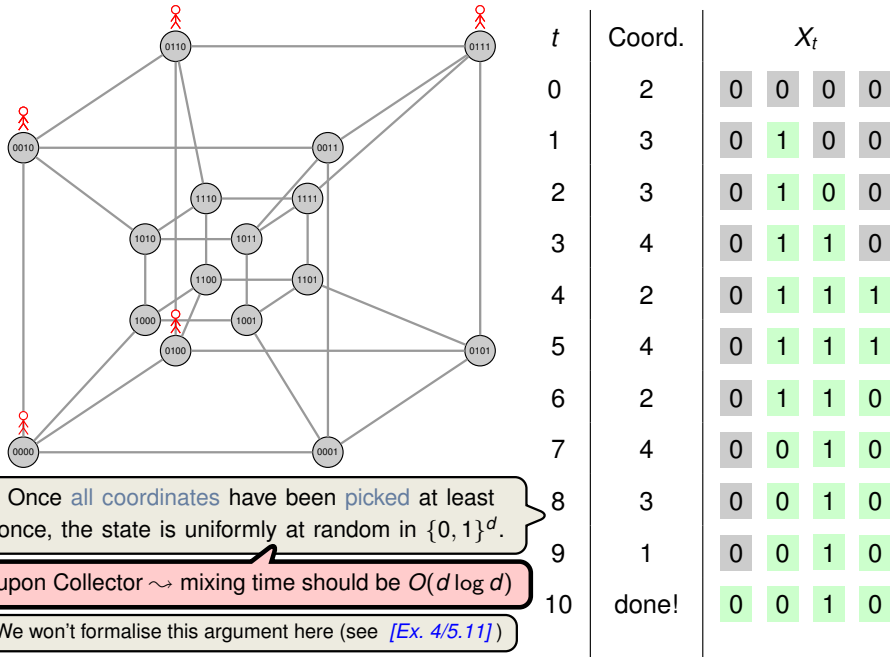 0110
0111
0010
0011
1110
1111
1010
1011
1100
1101
1000
1001
0100
0101
0000
0001
Once all coordinates have been picked at least
once, the state is uniformly at random in {0, 1}^d.
upon Collector ⤳ mixing time should be O(d log d)
We won't formalise this argument here (see [Ex. 4/5.11])
t Coord. X_t
0 2 0 0 0 0
1 3 0 1 0 0
2 3 0 1 0 0
3 4 0 1 1 0
4 2 0 1 1 1
5 4 0 1 1 1
6 2 0 1 1 0
7 4 0 0 1 0
8 3 0 0 1 0
9 1 0 0 1 0
10 done! 0 0 1 0